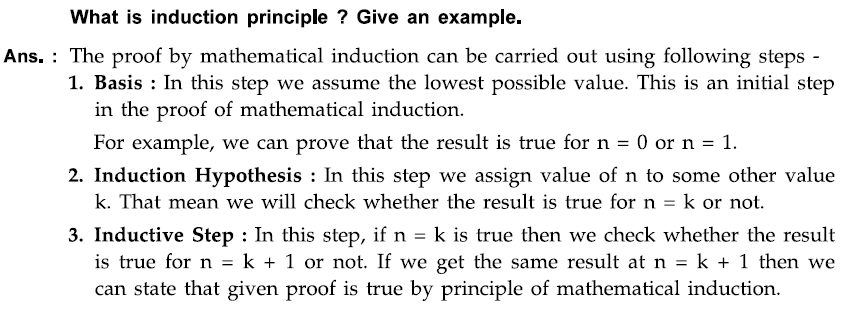 What is induction principle ? Give an example.
Ans. : The proof by mathematical induction can be carried out using following steps -
1. Basis : In this step we assume the lowest possible value. This is an initial step
in the proof of mathematical induction.
For example, we can prove that the result is true for n = 0 or n = 1.
2. Induction Hypothesis : In this step we assign value of n to some other value
k. That mean we will check whether the result is true for n = k or not.
3. Inductive Step : In this step, if n = k is true then we check whether the result
is true for n = k + 1 or not. If we get the same result at n = k + 1 then we
can state that given proof is true by principle of mathematical induction.